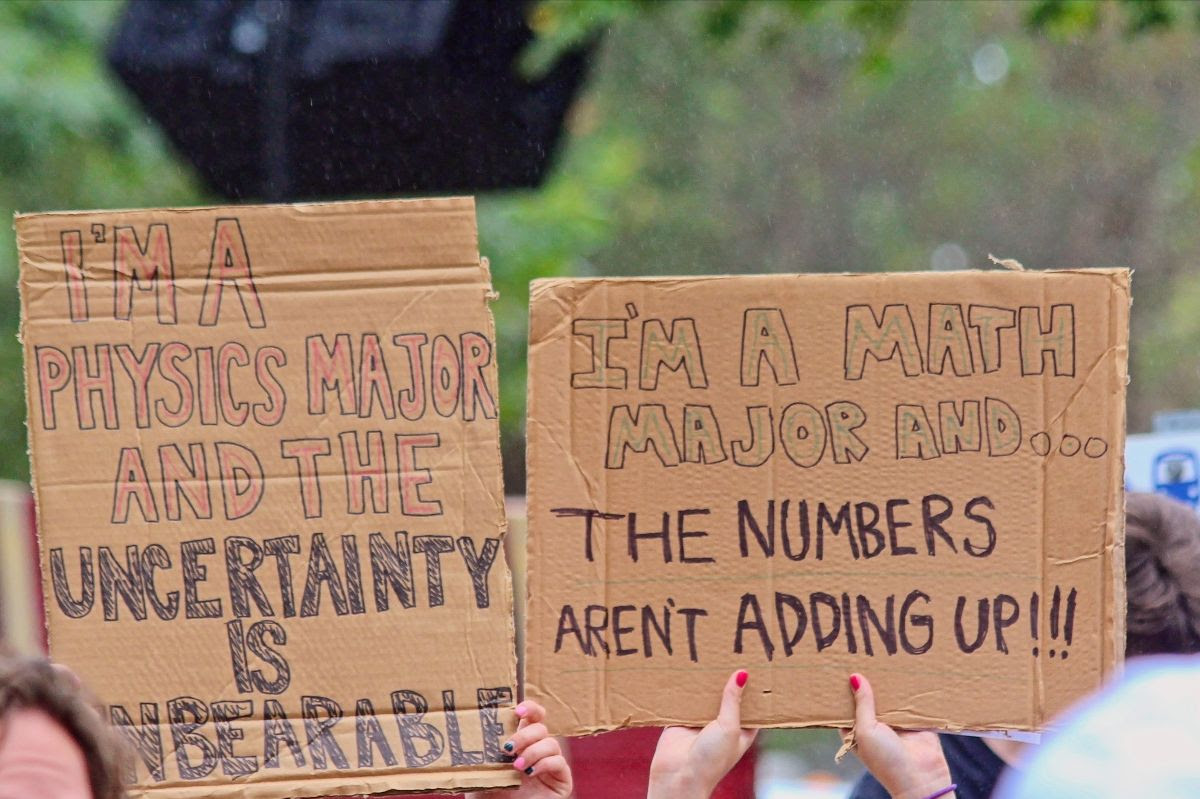 I'M A
PHYSICS MAJOR
AND THE
UNCERTAINTY
IS
UNBEARABLE
I'M A MATH
MAJOR AND...
THE NUMBERS
AREN'T ADDING UP!!!